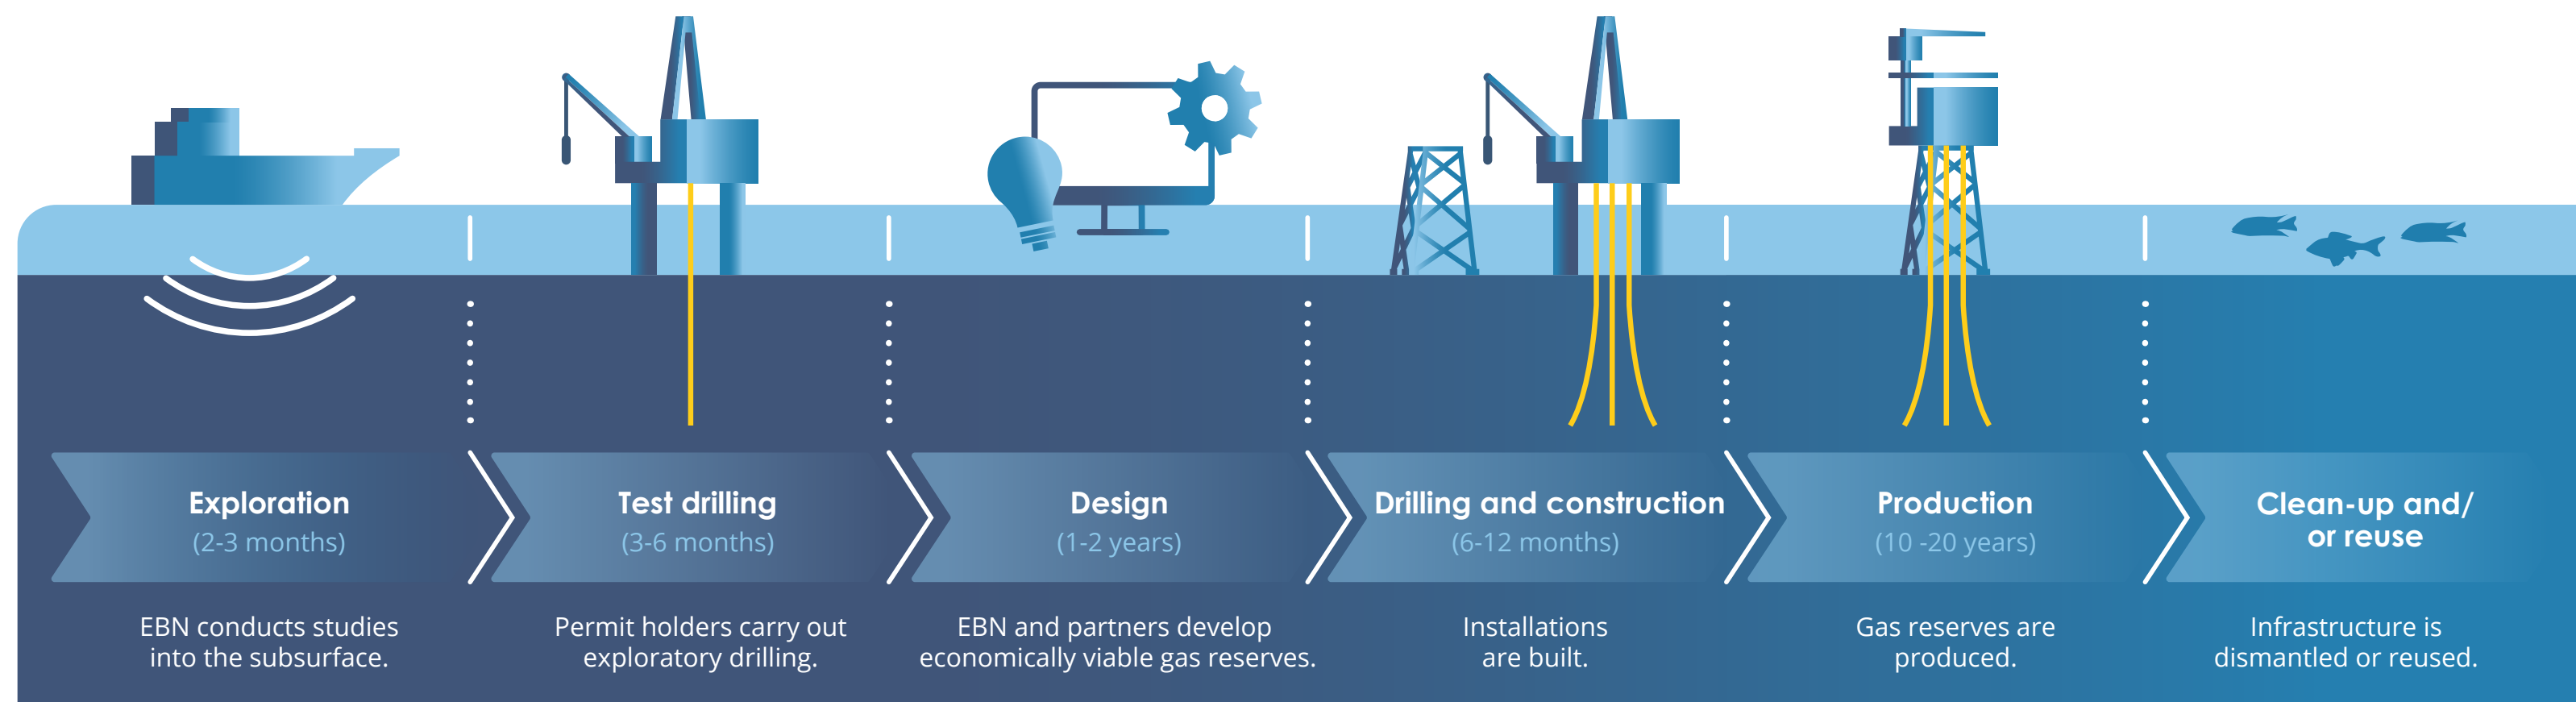 Exploration
(2-3 months)
EBN conducts studies
into the subsurface.
Test drilling
(3-6 months)
Permit holders carry out
exploratory drilling.
Design
(1-2 years)
EBN and partners develop
economically viable gas reserves.
Drilling and construction
(6-12 months)
Installations
are built.
Production
(10 -20 years)
Gas reserves are
produced.
Clean-up and/
or reuse
Infrastructure is
dismantled or reused.